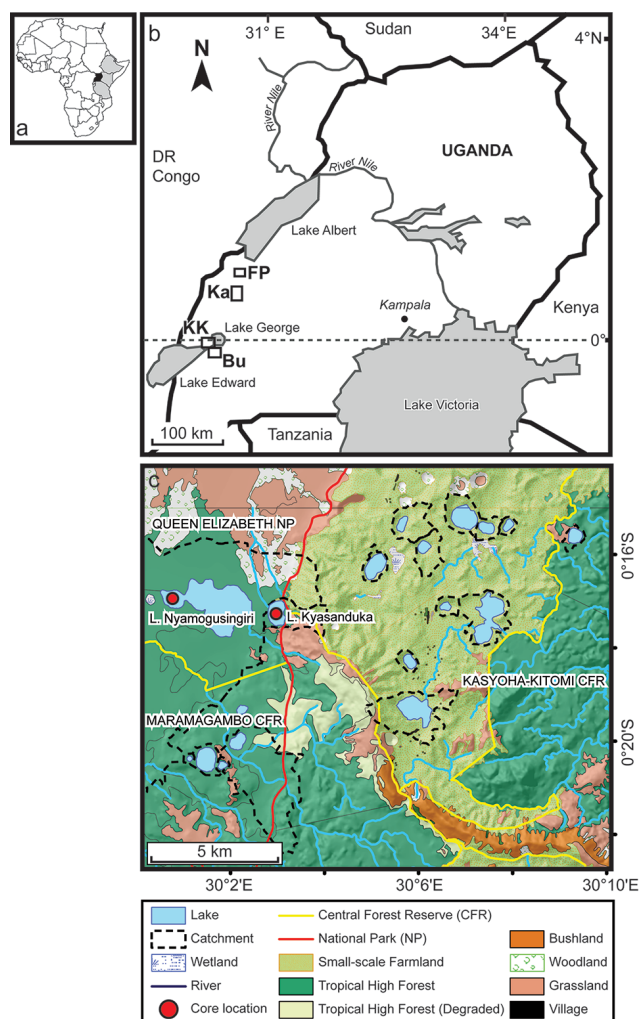 a
b
31° E
Sudan
34° E
4°N
N
River Nile
DR
Congo
River Nile
UGANDA
Lake Albert
FP
Ka
Kampala
Kenya
KK
Lake George
0°
Bu
Lake Edward
Lake Victoria
100 km
Tanzania
c
QUEEN ELIZABETH NP
0°16'S
L. Nyamogusingiri
L. Kyasanduka
KASYOHA-KITOMI CFR
MARAMAGAMBO CFR
0°20'S
5 km
30°2'E
30°6'E
30°10'E
Lake
Central Forest Reserve (CFR)
Catchment
National Park (NP)
Bushland
Wetland
Small-scale Farmland
Woodland
River
Tropical High Forest
Grassland
Core location
Tropical High Forest (Degraded)
Village